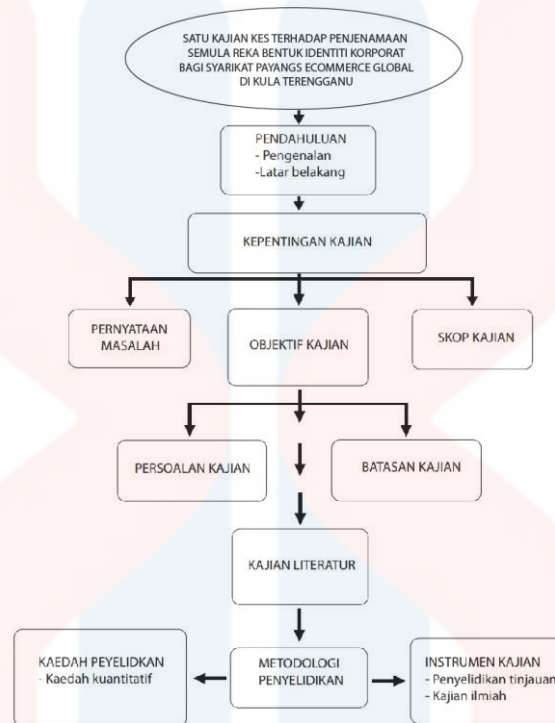 SATU KAJIAN KES TERHADAP PENJENAMAAN
SEMULA REKA BENTUK IDENTITI KORPORAT
BAGI SYARIKAT PAYANGS ECOMMERCE GLOBAL
DI KULA TERENGGANU
PENDAHULUAN
- Pengenalan
-Latar belakang
KEPENTINGAN KAJIAN
PERNYATAAN
MASALAH
OBJEKTIF KAJIAN
SKOP KAJIAN
PERSOALAN KAJIAN
BATASAN KAJIAN
KAJIAN LITERATUR
KAEDAH PEYELIDKAN
- Kaedah kuantitatif
METODOLOGI
PENYELIDIKAN
INSTRUMEN KAJIAN
- Penyelidikan tinjauan
- Kajian ilmiah